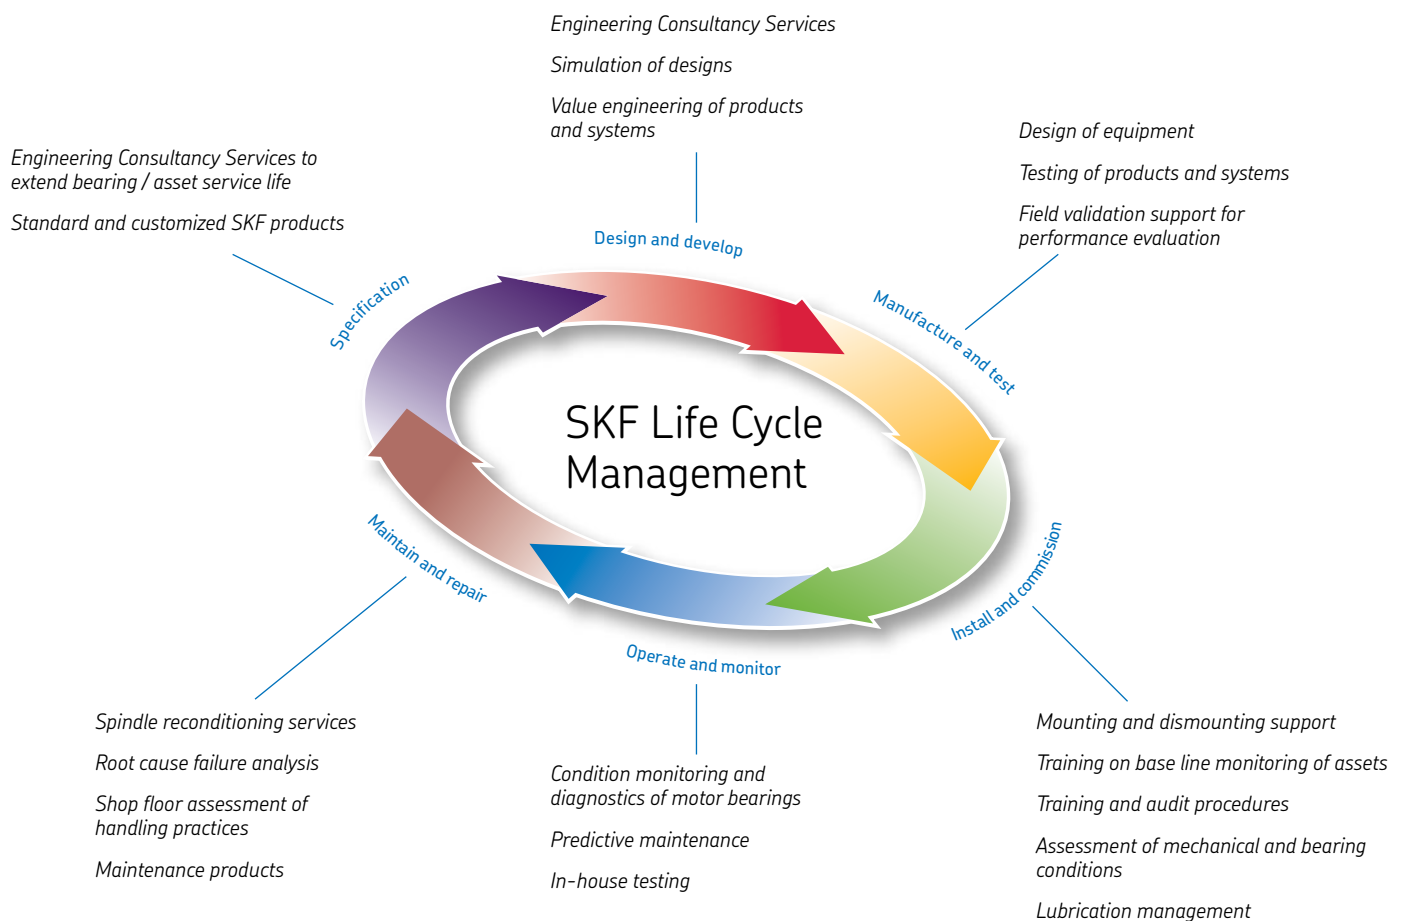 Engineering Consultancy Services
Simulation of designs
Value engineering of products
and systems
Design of equipment
Testing of products and systems
Field validation support for
performance evaluation
Engineering Consultancy Services to
extend bearing / asset service life
Standard and customized SKF products
Design and develop
Specification
Manufacture and test
SKF Life Cycle
Management
Maintain and repair
Install and commission
Operate and monitor
Spindle reconditioning services
Root cause failure analysis
Shop floor assessment of
handling practices
Maintenance products
Condition monitoring and
diagnostics of motor bearings
Predictive maintenance
In-house testing
Mounting and dismounting support
Training on base line monitoring of assets
Training and audit procedures
Assessment of mechanical and bearing
conditions
Lubrication management